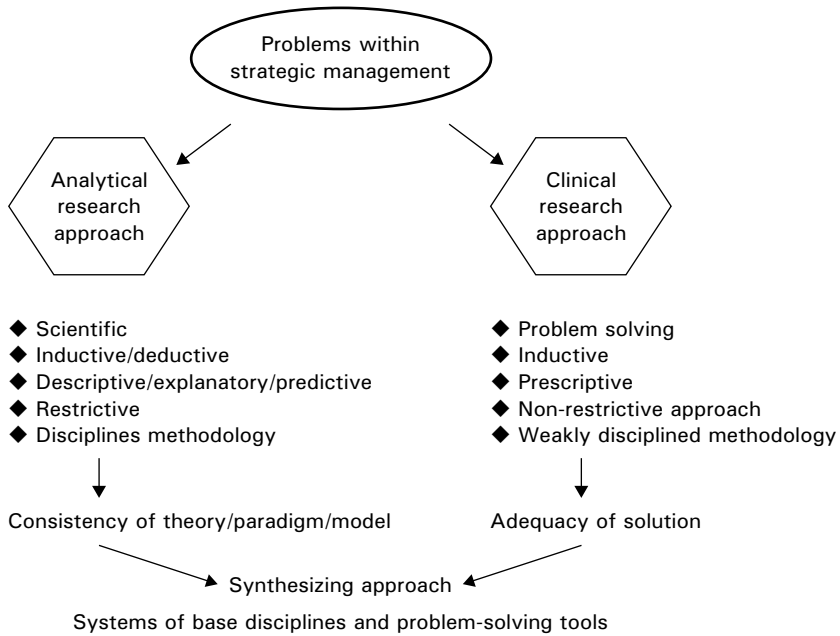 Problems within
strategic management
Analytical
research
approach
Clinical
research
approach
◆ Scientific
◆ Inductive/deductive
◆ Descriptive/explanatory/predictive
◆ Restrictive
◆ Disciplines methodology
◆ Problem solving
◆ Inductive
◆ Prescriptive
◆ Non-restrictive approach
◆ Weakly disciplined methodology
Consistency of theory/paradigm/model
Adequacy of solution
Synthesizing approach
Systems of base disciplines and problem-solving tools